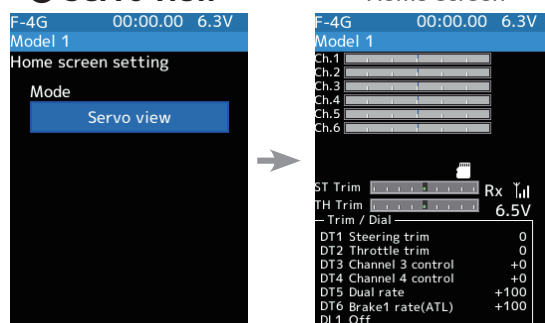 Servo view
Home screen
F-4G 00:00.00 6.3V
Model 1
Home screen setting
Mode
Servo view
F-4G 00:00.00 6.3V
Model 1
Ch.1
Ch.2
Ch.3
Ch.4
Ch.5
Ch.6
ST Trim Rx
TH Trim 6.5V
Trim / Dial
DT1 Steering trim 0
DT2 Throttle trim 0
DT3 Channel 3 control +0
DT4 Channel 4 control +0
DT5 Dual rate +100
DT6 Brake1 rate(ATL) +100
DL1 Off